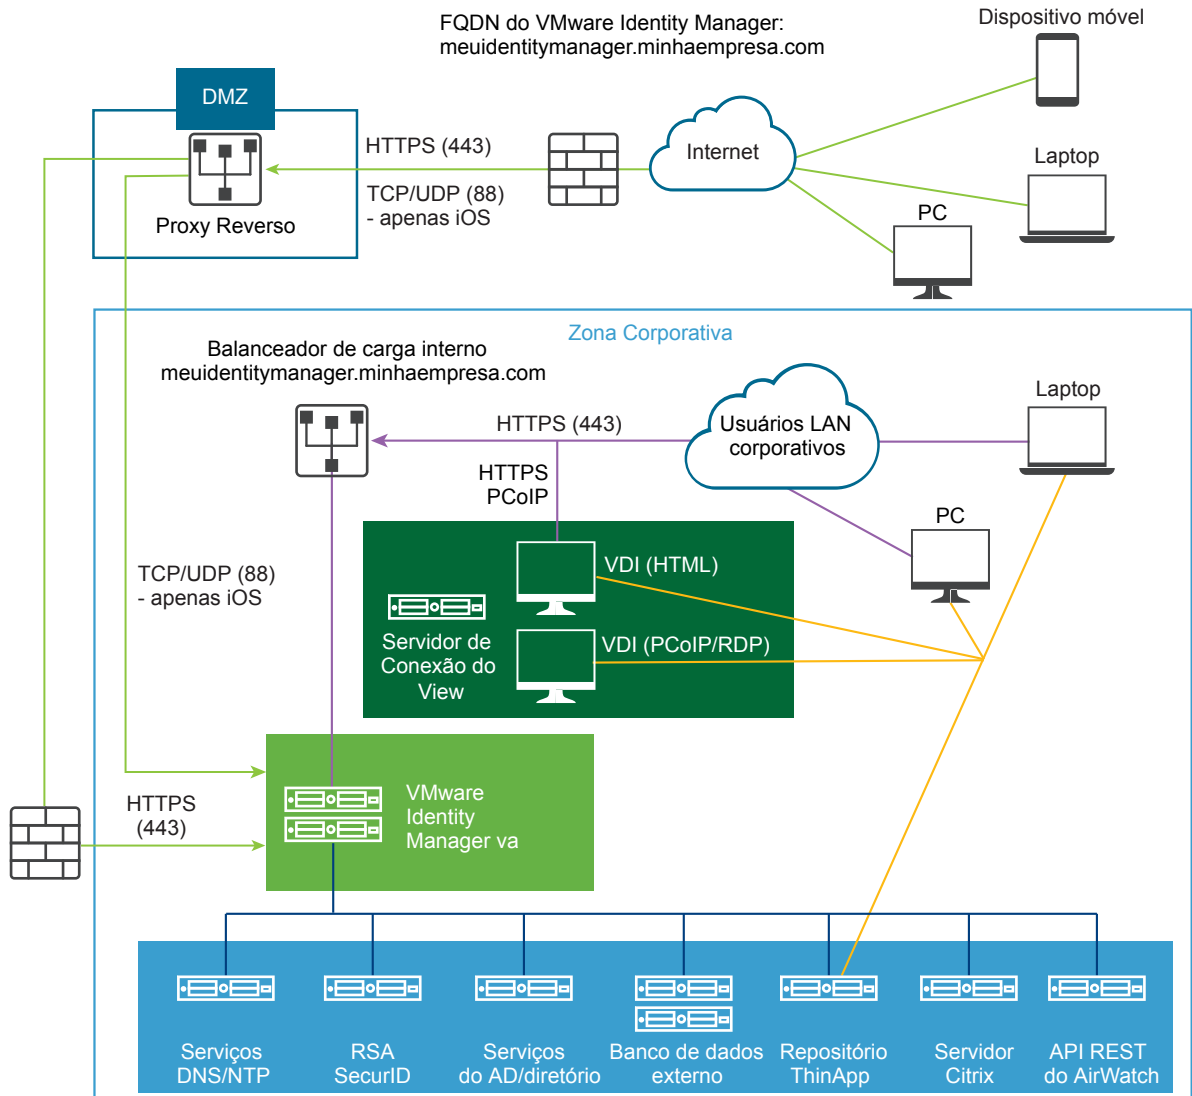 FQDN do VMware Identity Manager:
meuidentitymanager.minhaempresa.com
Dispositivo móvel
DMZ
HTTPS (443)
Internet
Laptop
TCP/UDP (88)
- apenas iOS
Proxy Reverso
PC
Zona Corporativa
Balanceador de carga interno
meuidentitymanager.minhaempresa.com
Laptop
HTTPS (443)
Usuários LAN
corporativos
HTTPS
PCoIP
PC
TCP/UDP (88)
- apenas iOS
VDI (HTML)
Servidor de
Conexão do
View
VDI (PCoIP/RDP)
HTTPS
(443)
VMware
Identity
Manager va
Serviços
DNS/NTP
RSA
SecurID
Serviços
do AD/diretório
Banco de dados
externo
Repositório
ThinApp
Servidor
Citrix
API REST
do AirWatch